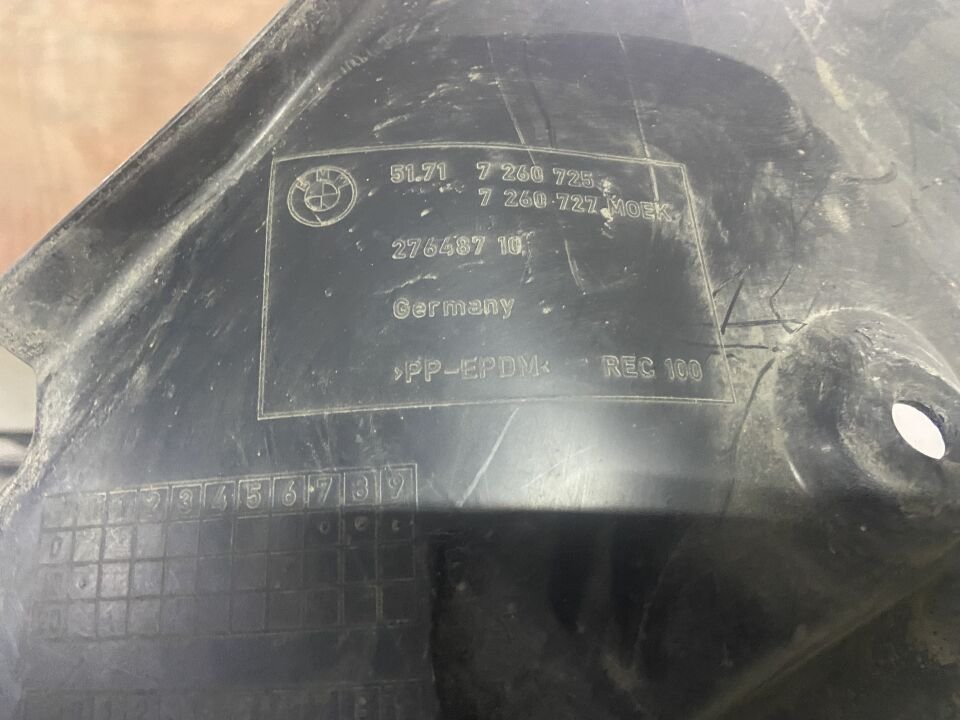 BMW
51.71 7 260 725
7 260 727 MOEK
276487 10
Germany
>PP-EPDM< REC 100
1 2 3 4 5 6 7 8 9